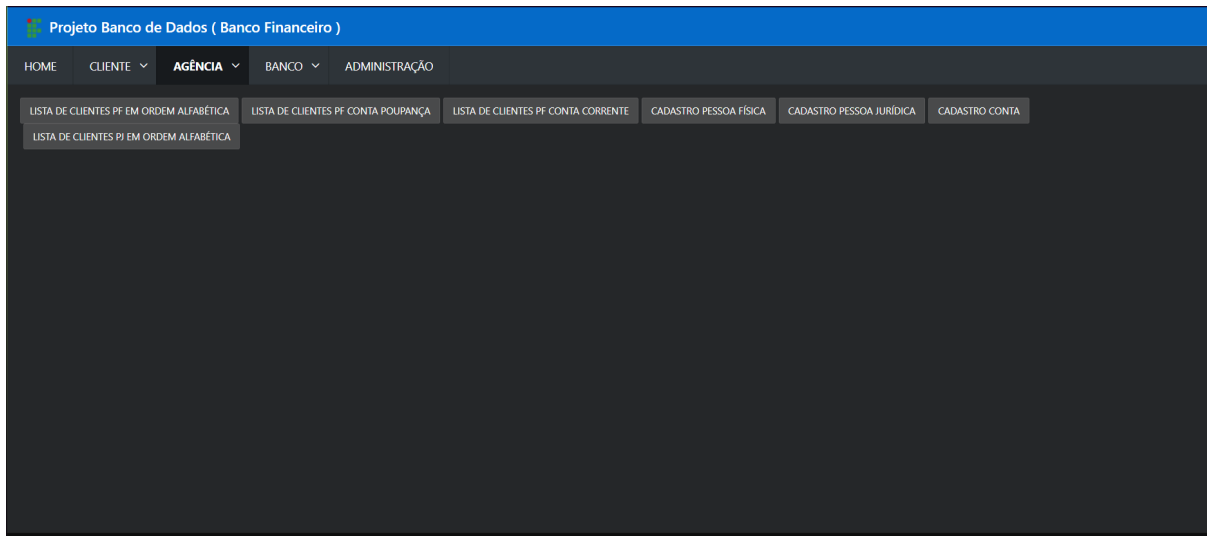 Projeto Banco de Dados ( Banco Financeiro )
HOME CLIENTE AGÊNCIA BANCO ADMINISTRAÇÃO
LISTA DE CLIENTES PF EM ORDEM ALFABÉTICA LISTA DE CLIENTES PF CONTA POUPANÇA LISTA DE CLIENTES PF CONTA CORRENTE CADASTRO PESSOA FÍSICA CADASTRO PESSOA JURÍDICA CADASTRO CONTA
LISTA DE CLIENTES PJ EM ORDEM ALFABÉTICA